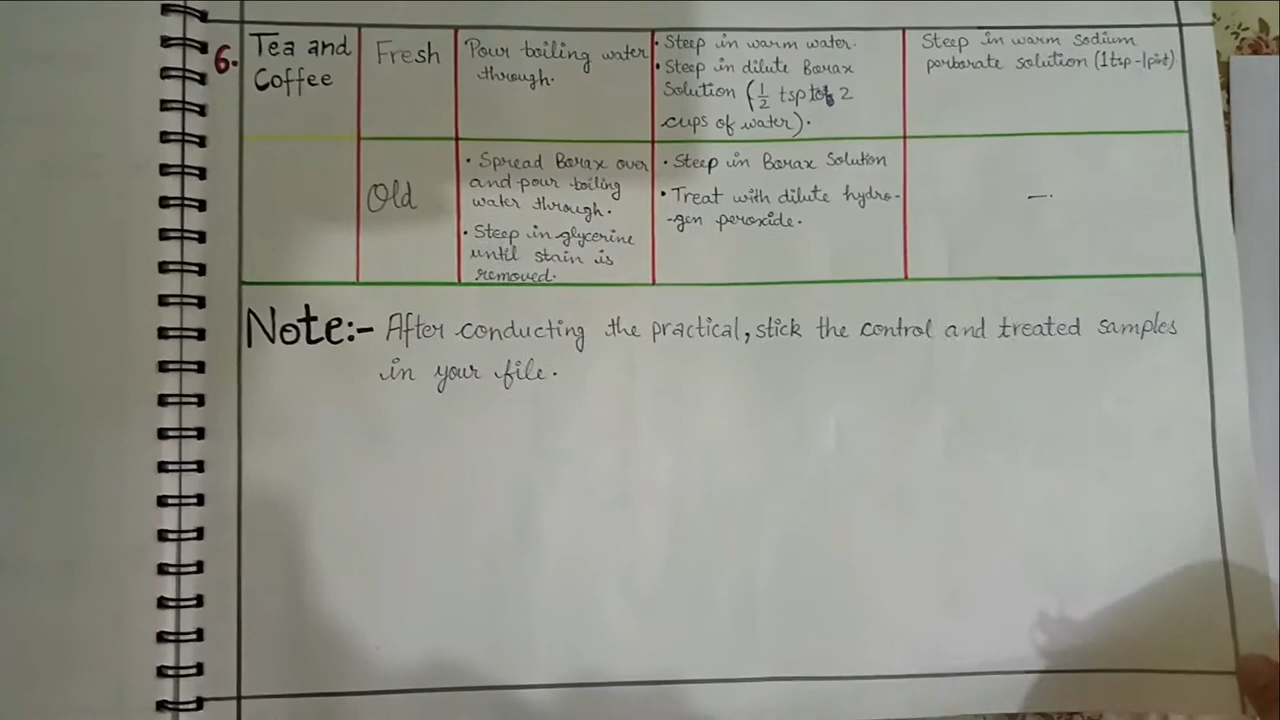 6. Tea and
Coffee
Fresh
Pour boiling water
through.
• Steep in warm water.
• Steep in dilute Borax
Solution (1/2 tsp to 2
cups of water).
Steep in warm Sodium
perborate solution (1tsp-1pint)
Old
• Spread Borax over
and pour boiling
water through.
• Steep in glycerine
until stain is
removed.
• Steep in Borax Solution
• Treat with dilute hydro-
-gen peroxide.
—.
Note:- After conducting the practical, stick the control and treated samples
in your file.